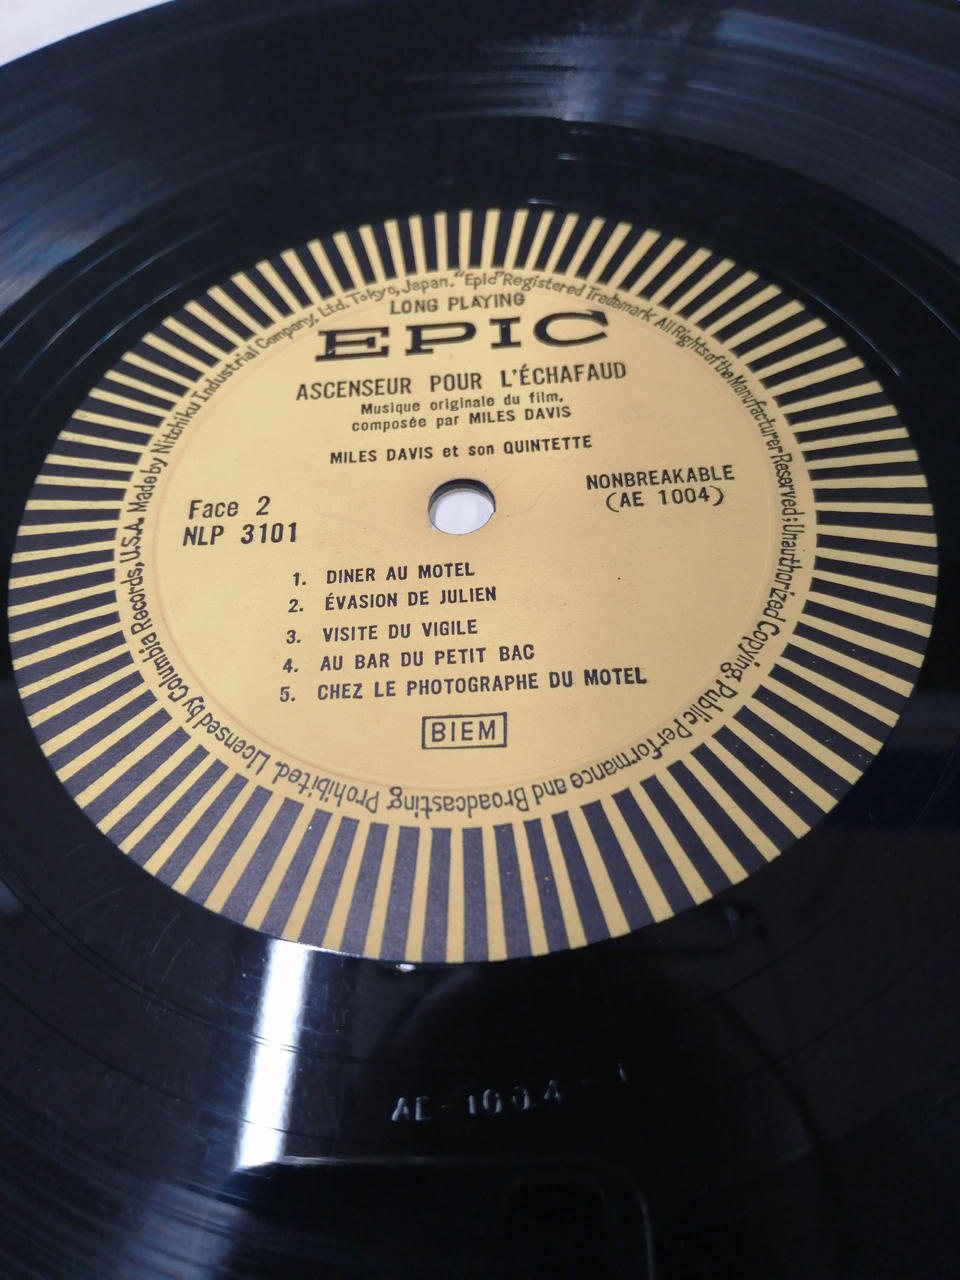 Made by Nitchiku Industrial Company, Ltd. Tokyo, Japan. "Epic" Registered Trademark All Rights of the Manufacturer Reserved; Unauthorized Copying, Public Performance and Broadcasting Prohibited. Licensed by Columbia Records, U.S.A.
LONG PLAYING
EPIC
ASCENSEUR POUR L'ÉCHAFAUD
Musique originale du film,
composée par MILES DAVIS
MILES DAVIS et son QUINTETTE
Face 2
NLP 3101
NONBREAKABLE
(AE 1004)
1. DINER AU MOTEL
2. ÉVASION DE JULIEN
3. VISITE DU VIGILE
4. AU BAR DU PETIT BAC
5. CHEZ LE PHOTOGRAPHE DU MOTEL
BIEM
AE-1004-1